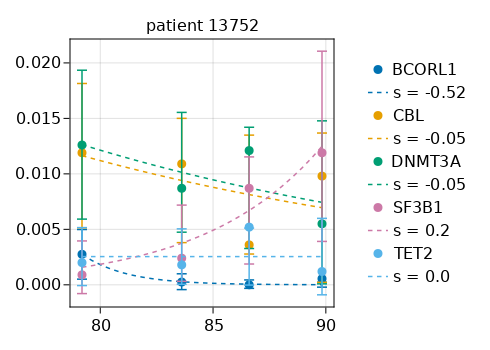 patient 13752
0.020
0.015
0.010
0.005
0.000
80
85
90
BCORL1
s = -0.52
CBL
s = -0.05
DNMT3A
s = -0.05
SF3B1
s = 0.2
TET2
s = 0.0